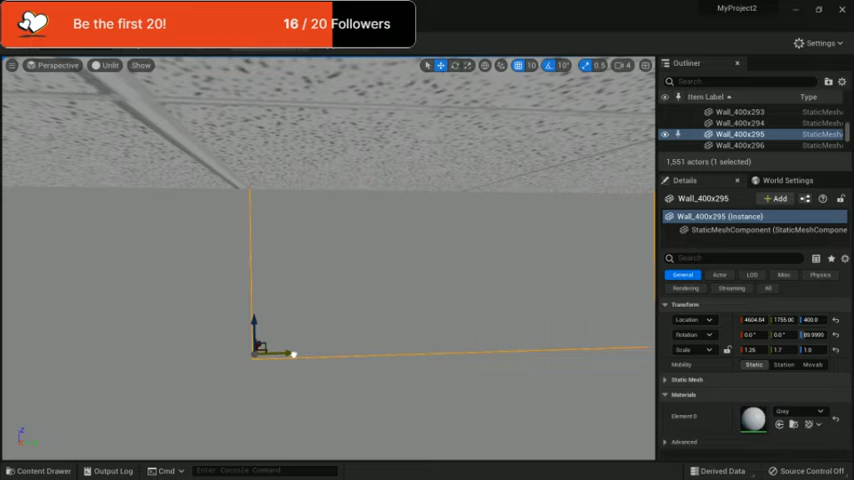 MyProject2
Be the first 20!
16 / 20 Followers
Settings
Perspective
Unlit
Show
10
10°
0.5
4
Outliner
Search...
Item Label
Type
Wall_400x293
StaticMesh
Wall_400x294
StaticMesh
Wall_400x295
StaticMesh
Wall_400x296
StaticMesh
1,551 actors (1 selected)
Details
World Settings
Wall_400x295
Add
Wall_400x295 (Instance)
StaticMeshComponent (StaticMeshCompone
Search
General
Actor
LOD
Misc
Physics
Rendering
Streaming
All
Transform
Location
4604.84
1755.00
400.0
Rotation
0.0 °
0.0 °
89.9999
Scale
1.25
1.7
1.0
Mobility
Static
Station
Movab
Static Mesh
Materials
Element 0
Grey
Advanced
Z
Content Drawer
Output Log
Cmd
Enter Console Command
Derived Data
Source Control Off